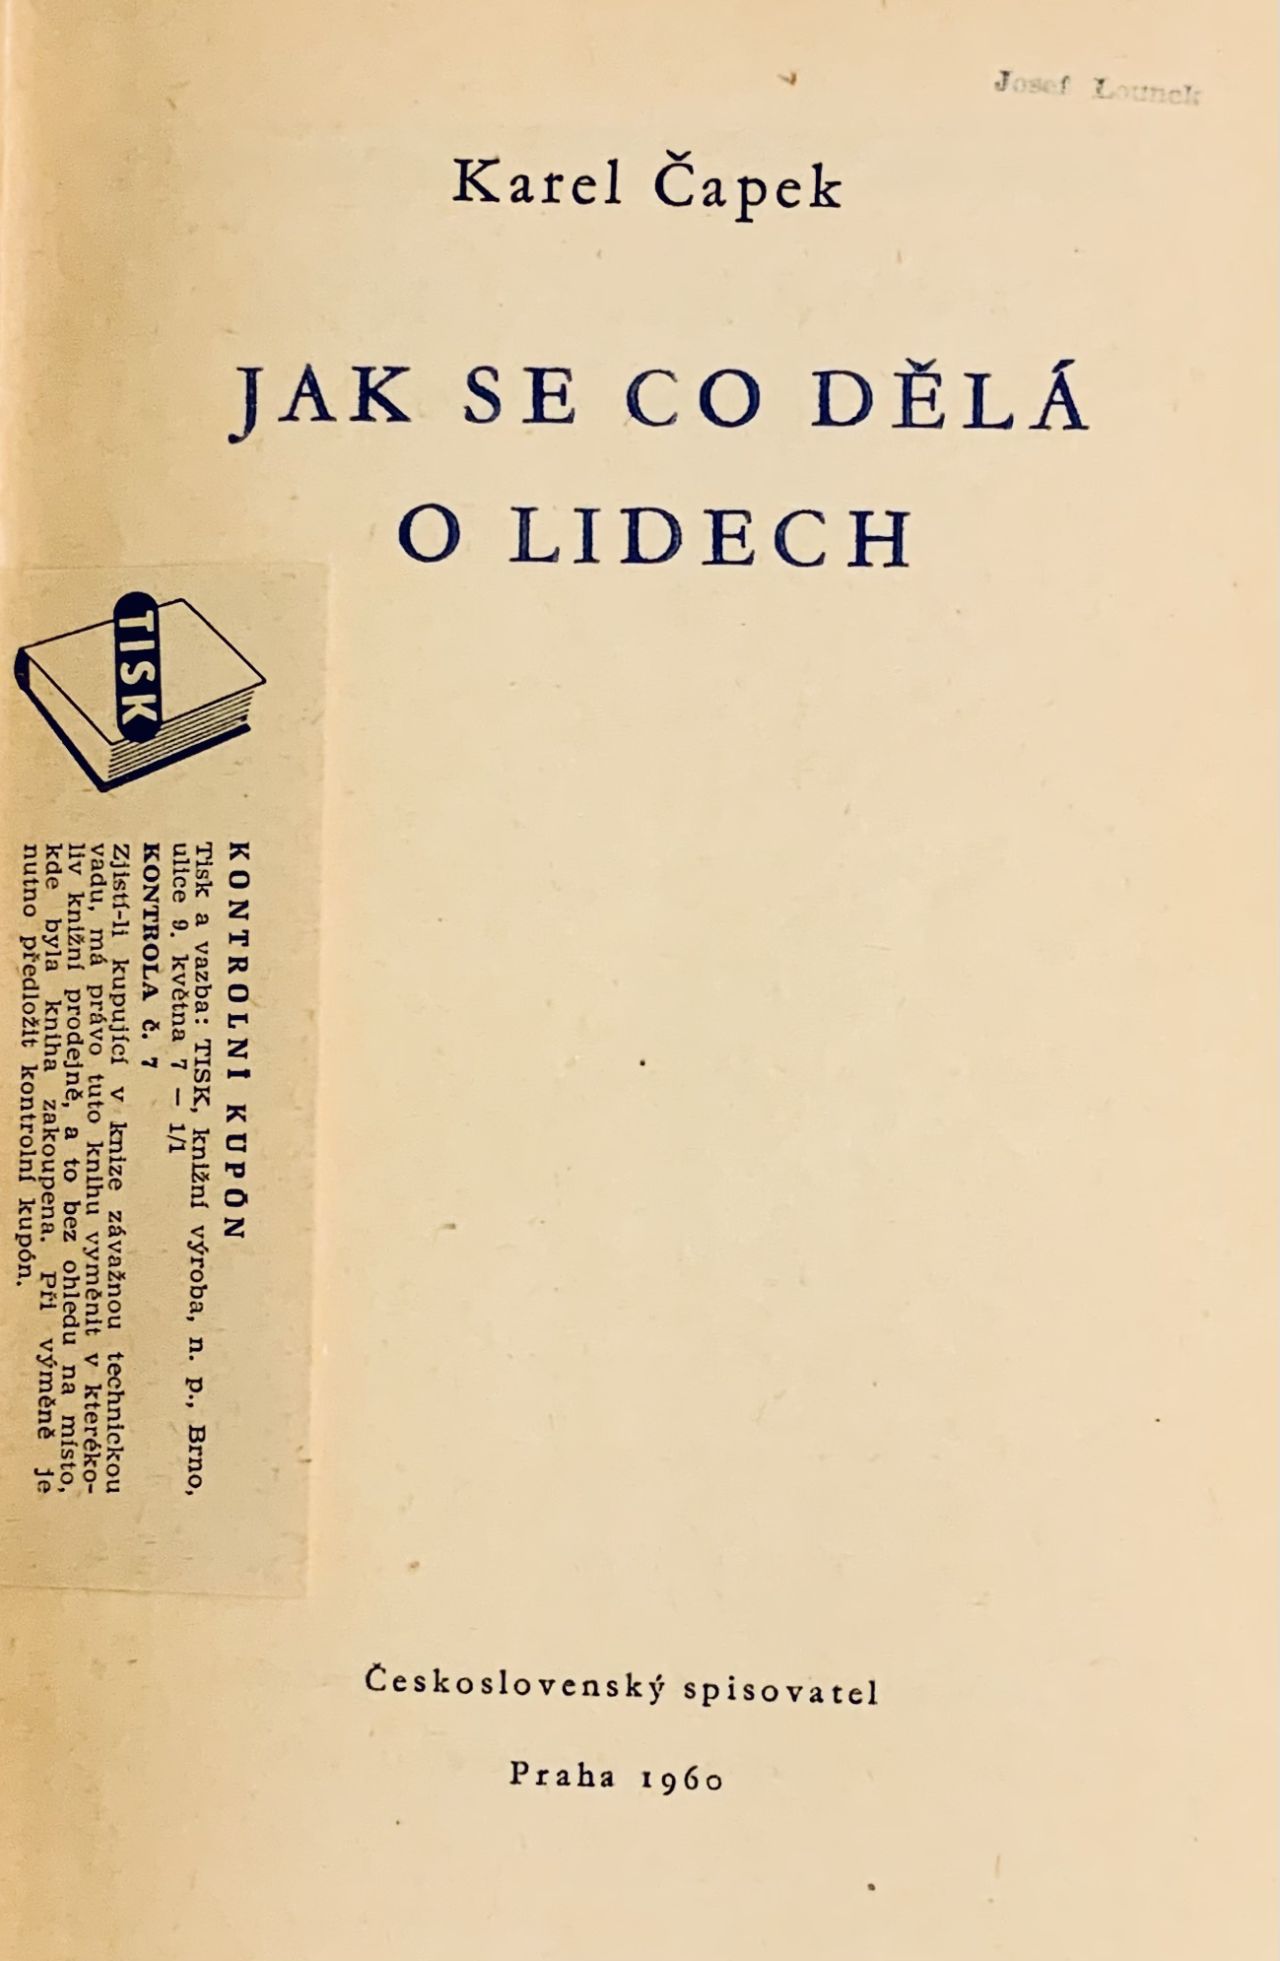 Josef Lounek
Karel Čapek
JAK SE CO DĚLÁ
O LIDECH
TISK
KONTROLNÍ KUPÓN
Tisk a vazba: TISK, knižní výroba, n. p., Brno,
ulice 9. května 7 — 1/1
KONTROLA č. 7
Zjistí-li kupující v knize závažnou technickou
vadu, má právo tuto knihu vyměnit v kteréko-
liv knižní prodejně, a to bez ohledu na místo,
kde byla kniha zakoupena. Při výměně je
nutno předložit kontrolní kupón.
Československý spisovatel
Praha 1960